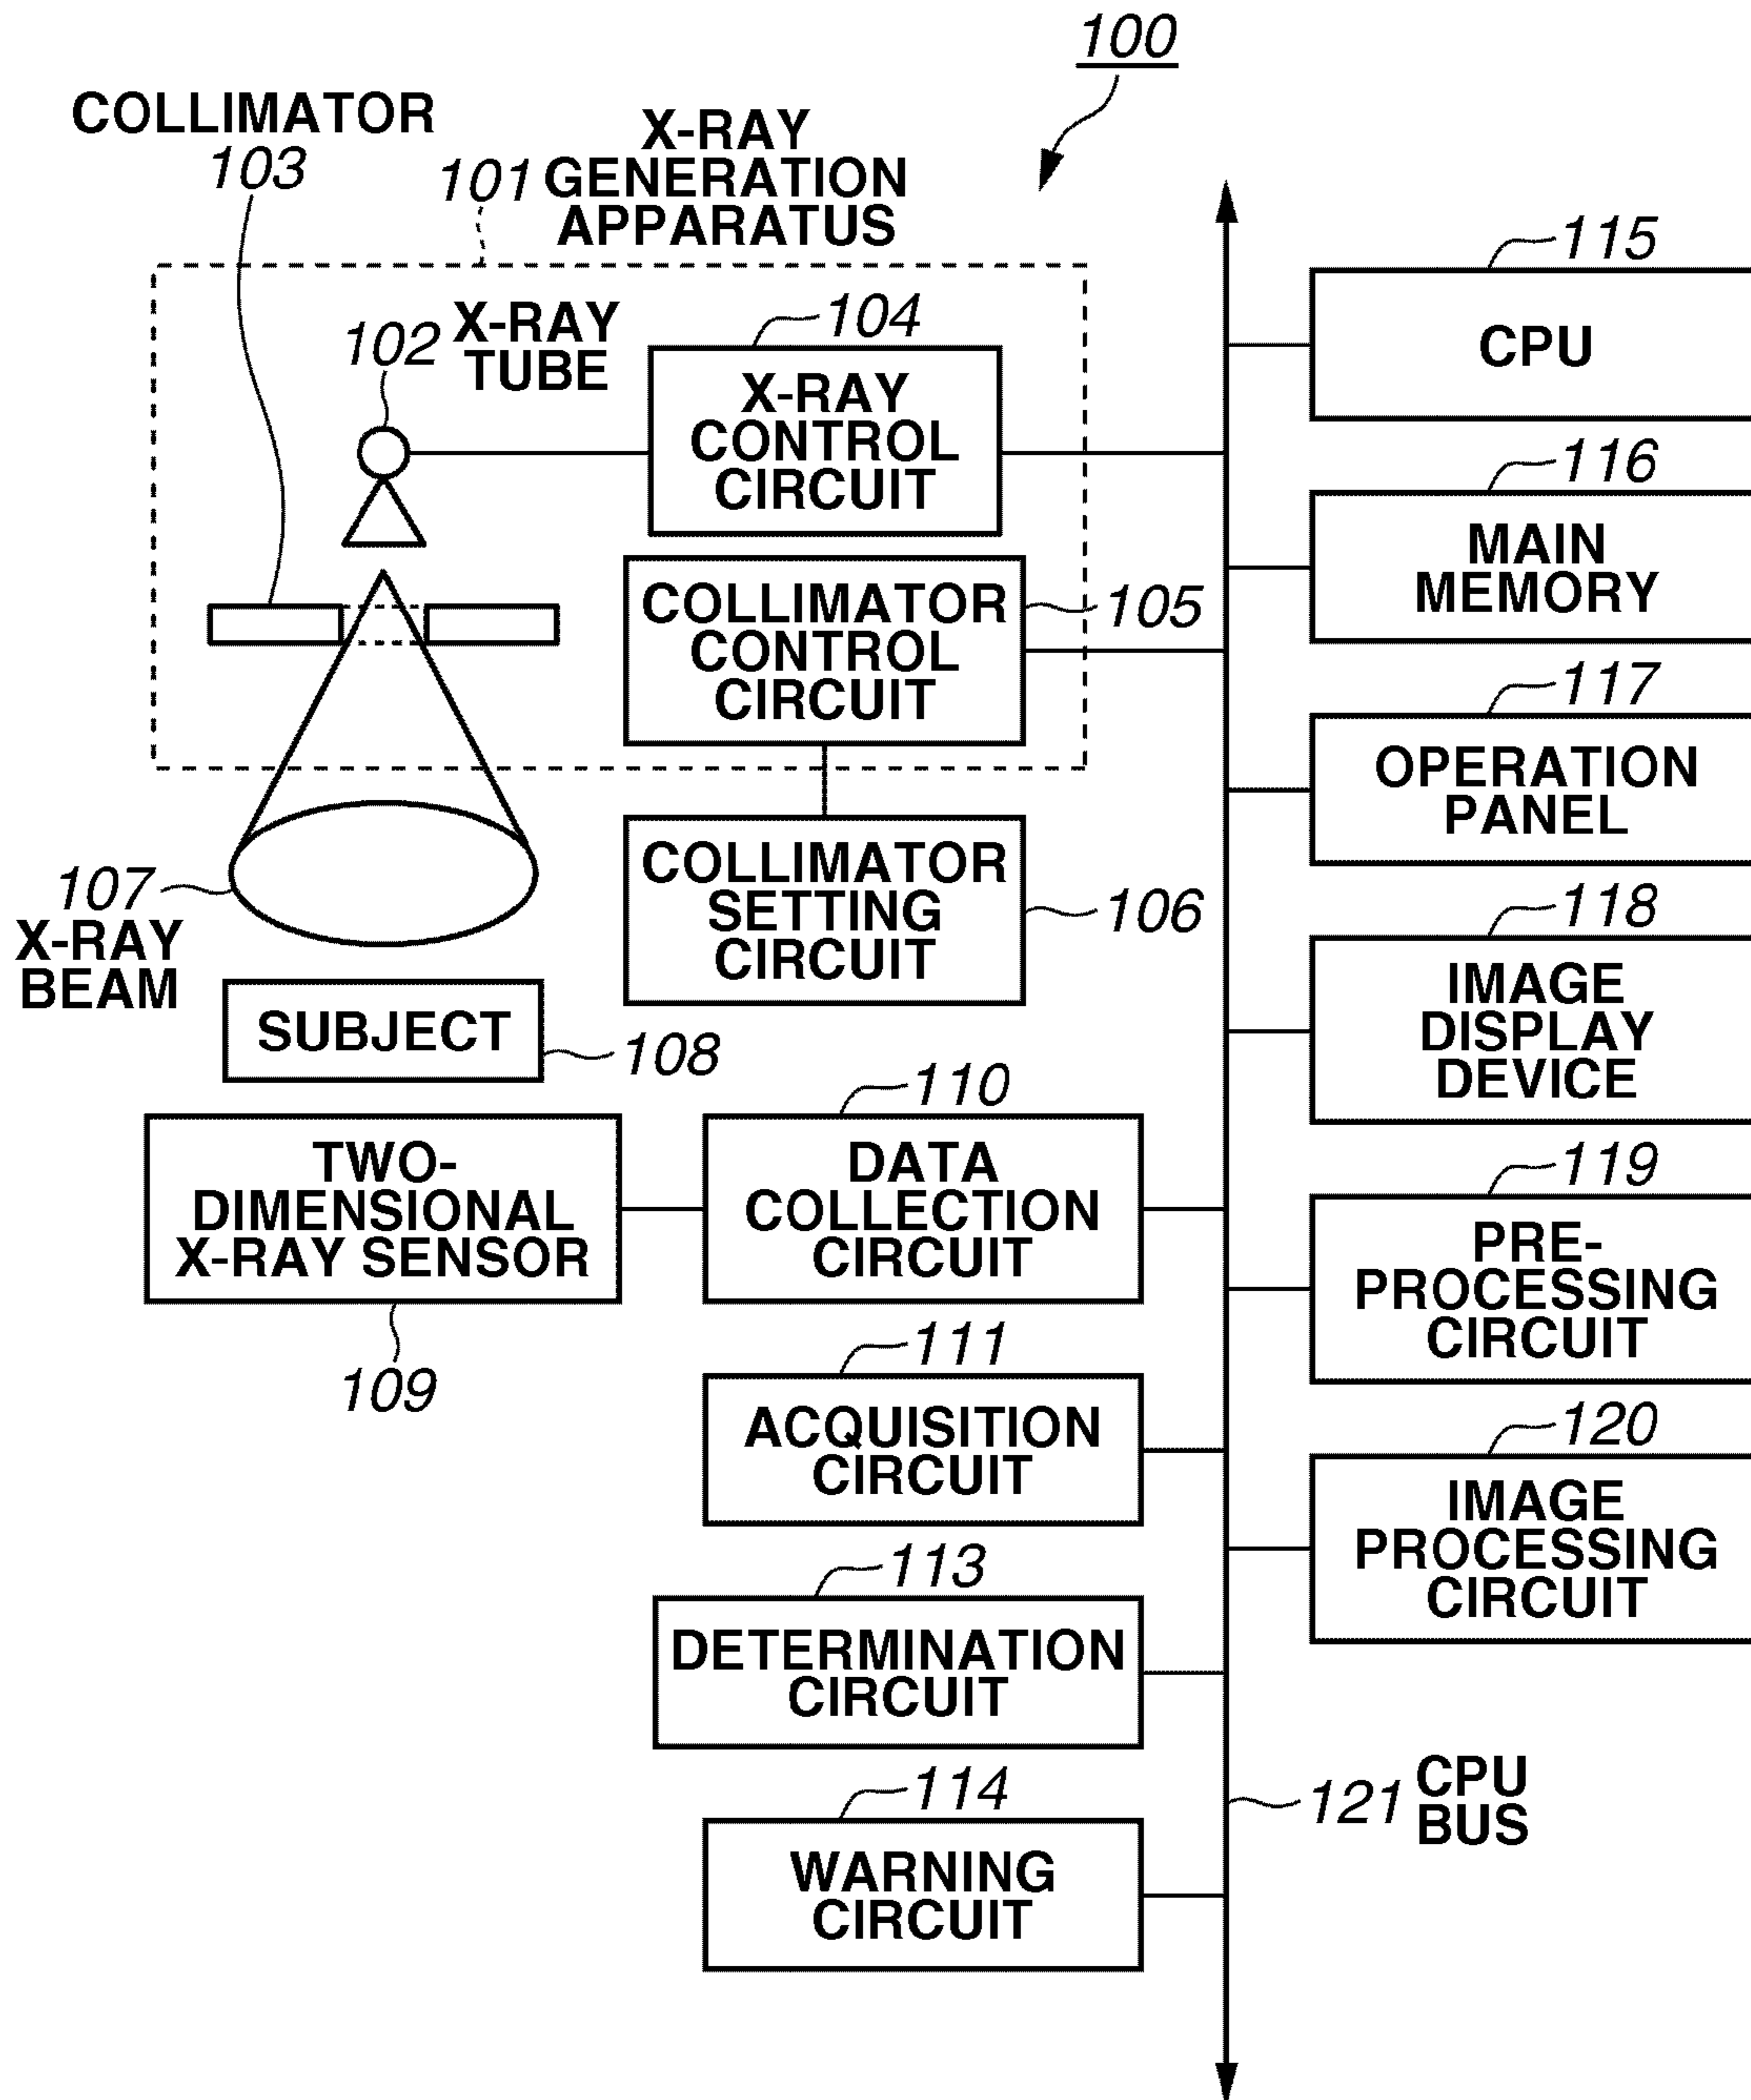 100
COLLIMATOR
103
101
X-RAY
GENERATION
APPARATUS
102
X-RAY
TUBE
104
X-RAY
CONTROL
CIRCUIT
COLLIMATOR
CONTROL
CIRCUIT
105
COLLIMATOR
SETTING
CIRCUIT
106
107
X-RAY
BEAM
SUBJECT
108
TWO-
DIMENSIONAL
X-RAY SENSOR
109
110
DATA
COLLECTION
CIRCUIT
111
ACQUISITION
CIRCUIT
113
DETERMINATION
CIRCUIT
114
WARNING
CIRCUIT
115
CPU
116
MAIN
MEMORY
117
OPERATION
PANEL
118
IMAGE
DISPLAY
DEVICE
119
PRE-
PROCESSING
CIRCUIT
120
IMAGE
PROCESSING
CIRCUIT
121
CPU
BUS